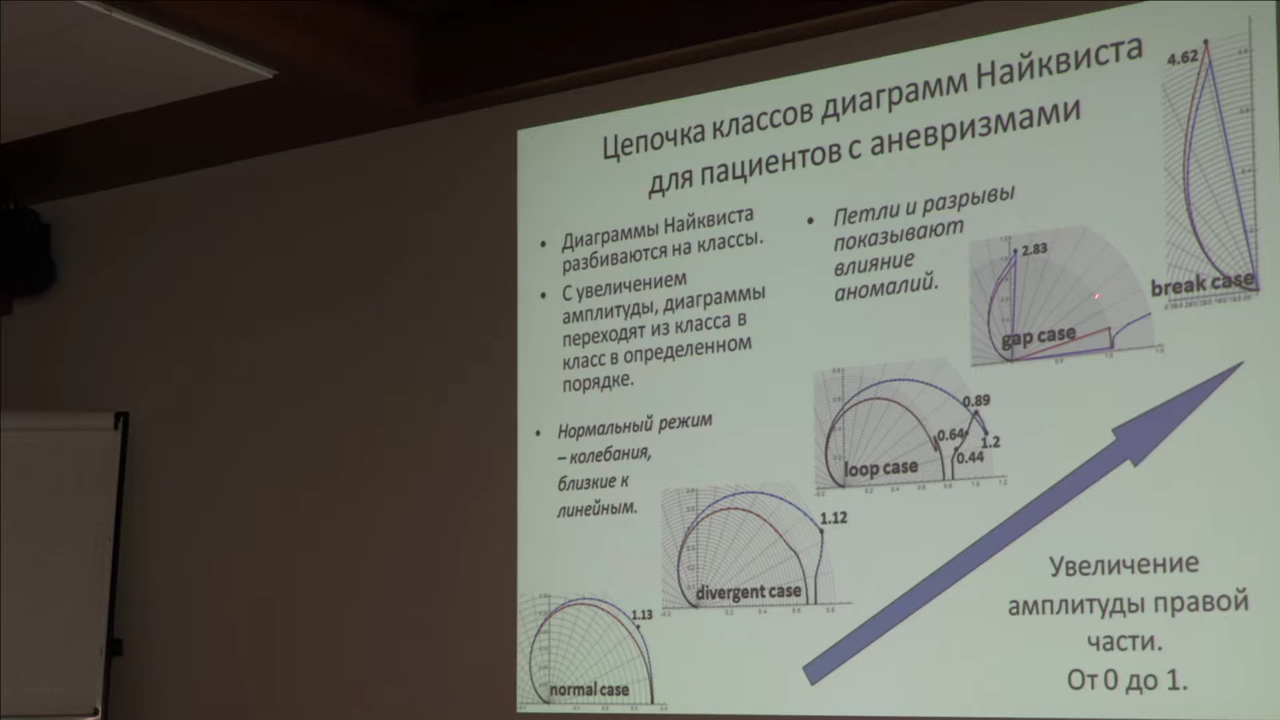 Цепочка классов диаграмм Найквиста
для пациентов с аневризмами
• Диаграммы Найквиста
разбиваются на классы.
• С увеличением
амплитуды, диаграммы
переходят из класса в
класс в определенном
порядке.
• Нормальный режим
– колебания,
близкие к
линейным.
• Петли и разрывы
показывают
влияние
аномалий.
4.62
break case
2.83
gap case
0.89
0.64
1.2
0.44
loop case
1.12
divergent case
1.13
normal case
Увеличение
амплитуды правой
части.
От 0 до 1.